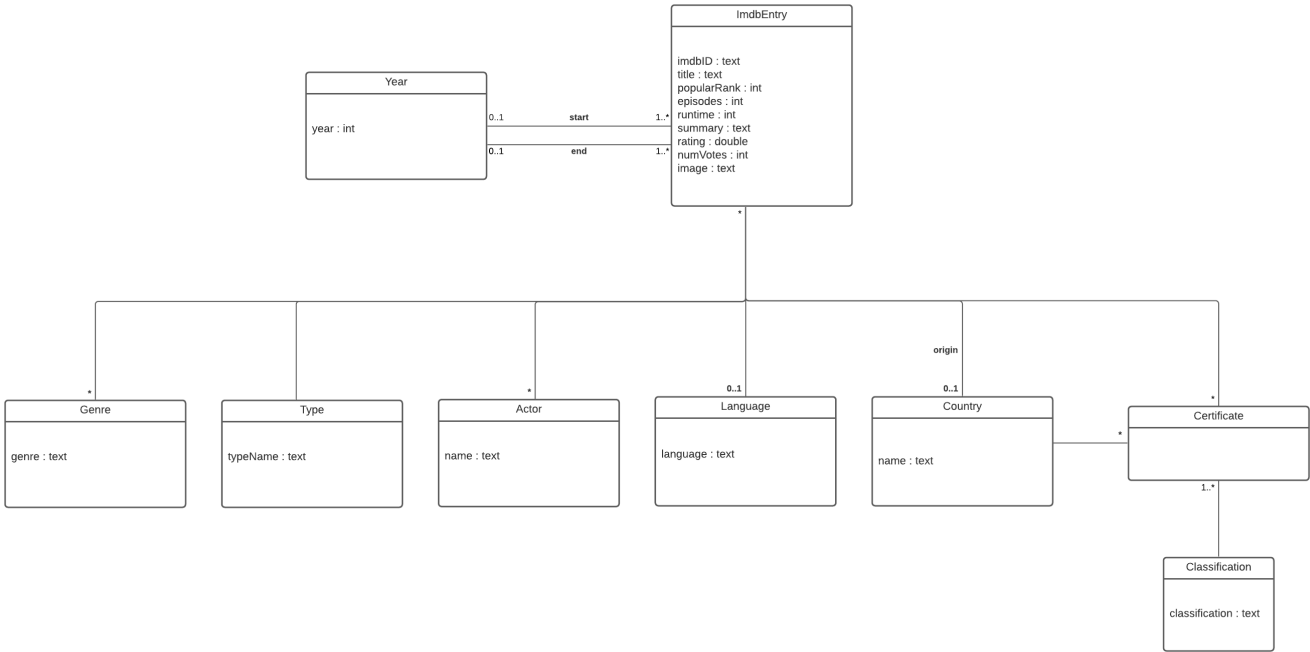 ImdbEntry
imdbID : text
title : text
popularRank : int
episodes : int
runtime : int
summary : text
rating : double
numVotes : int
image : text
Year
year : int
0..1 start 1..*
0..1 end 1..*
*
origin
* * 0..1 0..1 *
Genre
genre : text
Type
typeName : text
Actor
name : text
Language
language : text
Country
name : text
*
Certificate
1..*
Classification
classification : text